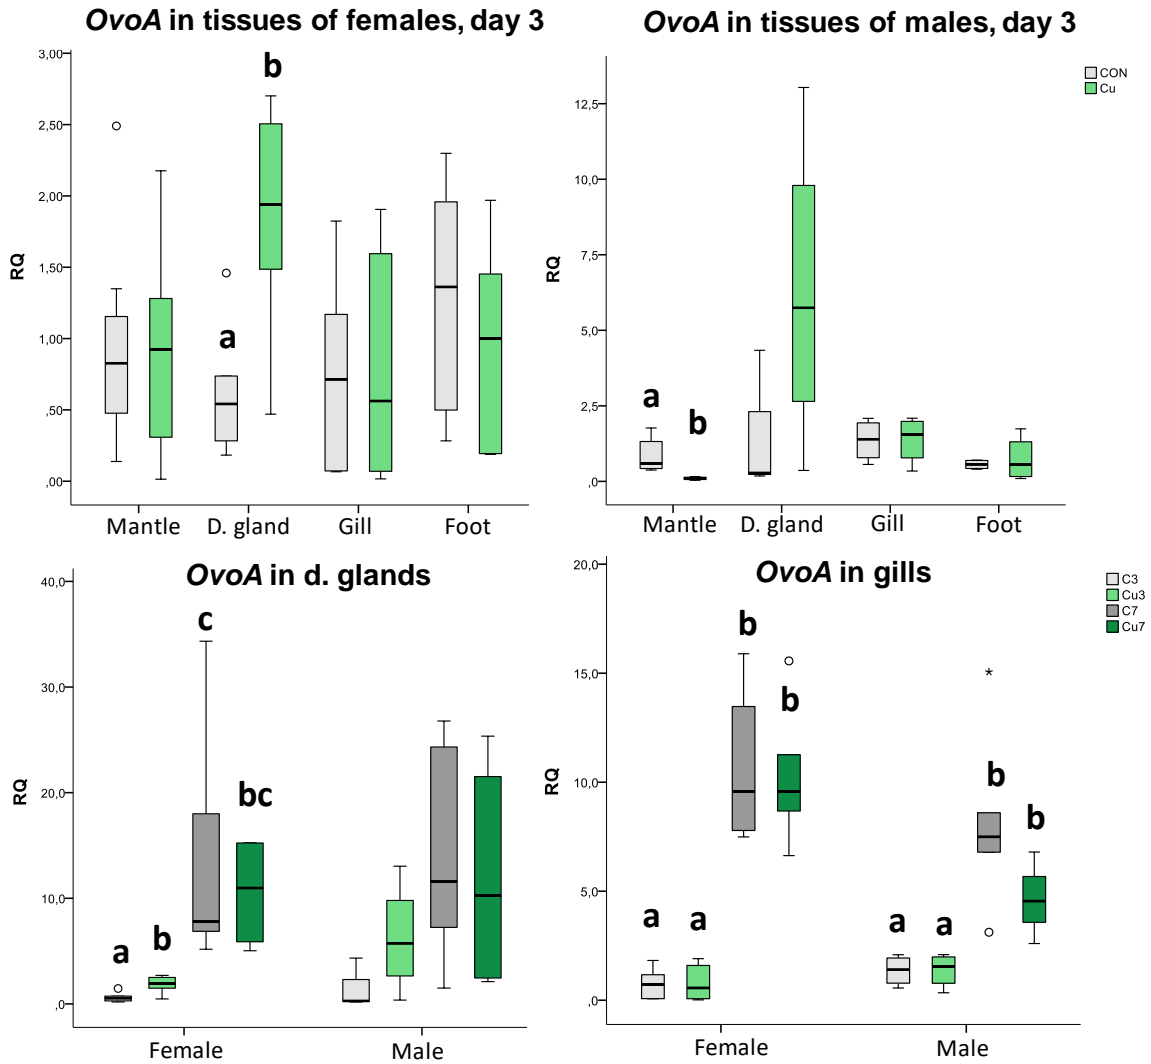 OvoA in tissues of females, day 3
3,00
2,50
2,00
1,50
1,00
,50
,00
RQ
b
a
Mantle D. gland Gill Foot
OvoA in tissues of males, day 3
CON
Cu
12,5
10,0
7,5
5,0
2,5
,0
RQ
a
b
Mantle D. gland Gill Foot
OvoA in d. glands
40,0
30,0
20,0
10,0
,0
RQ
c
bc
a b
Female Male
OvoA in gills
C3
Cu3
C7
Cu7
20,0
15,0
10,0
5,0
,0
RQ
b
b
*
b
b
a a a a
Female Male